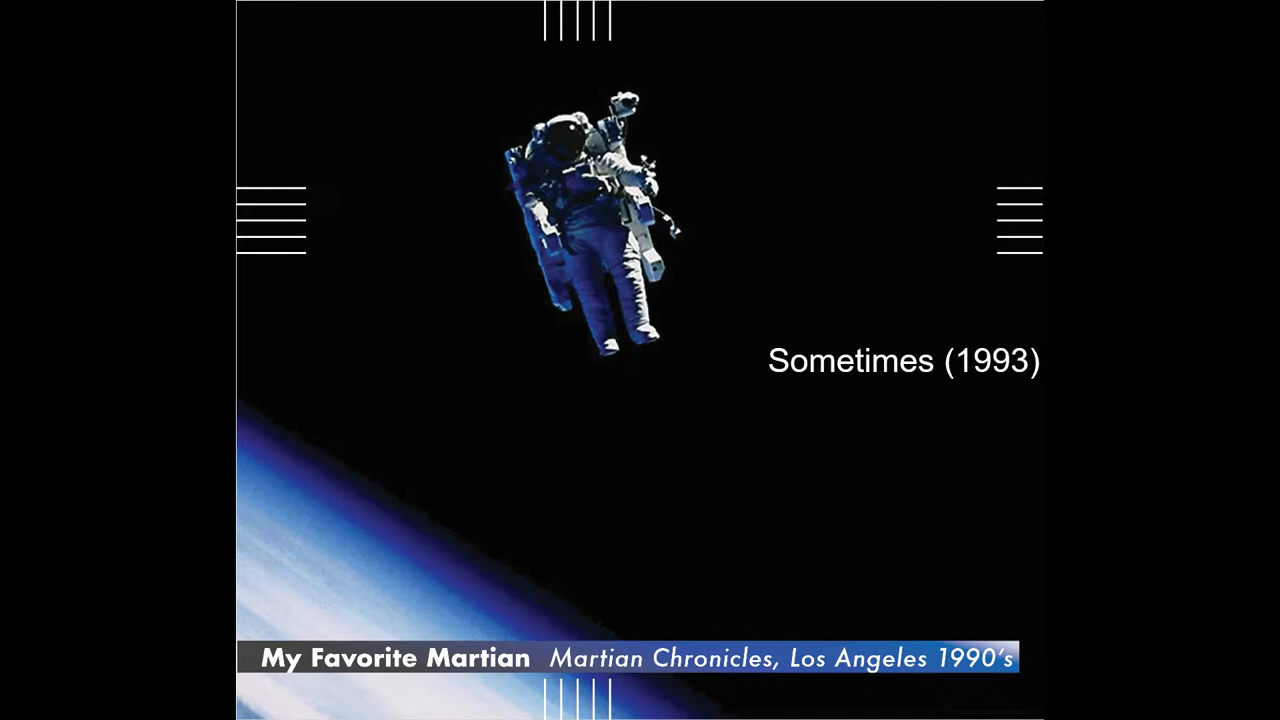 Sometimes (1993)
My Favorite Martian Martian Chronicles, Los Angeles 1990's